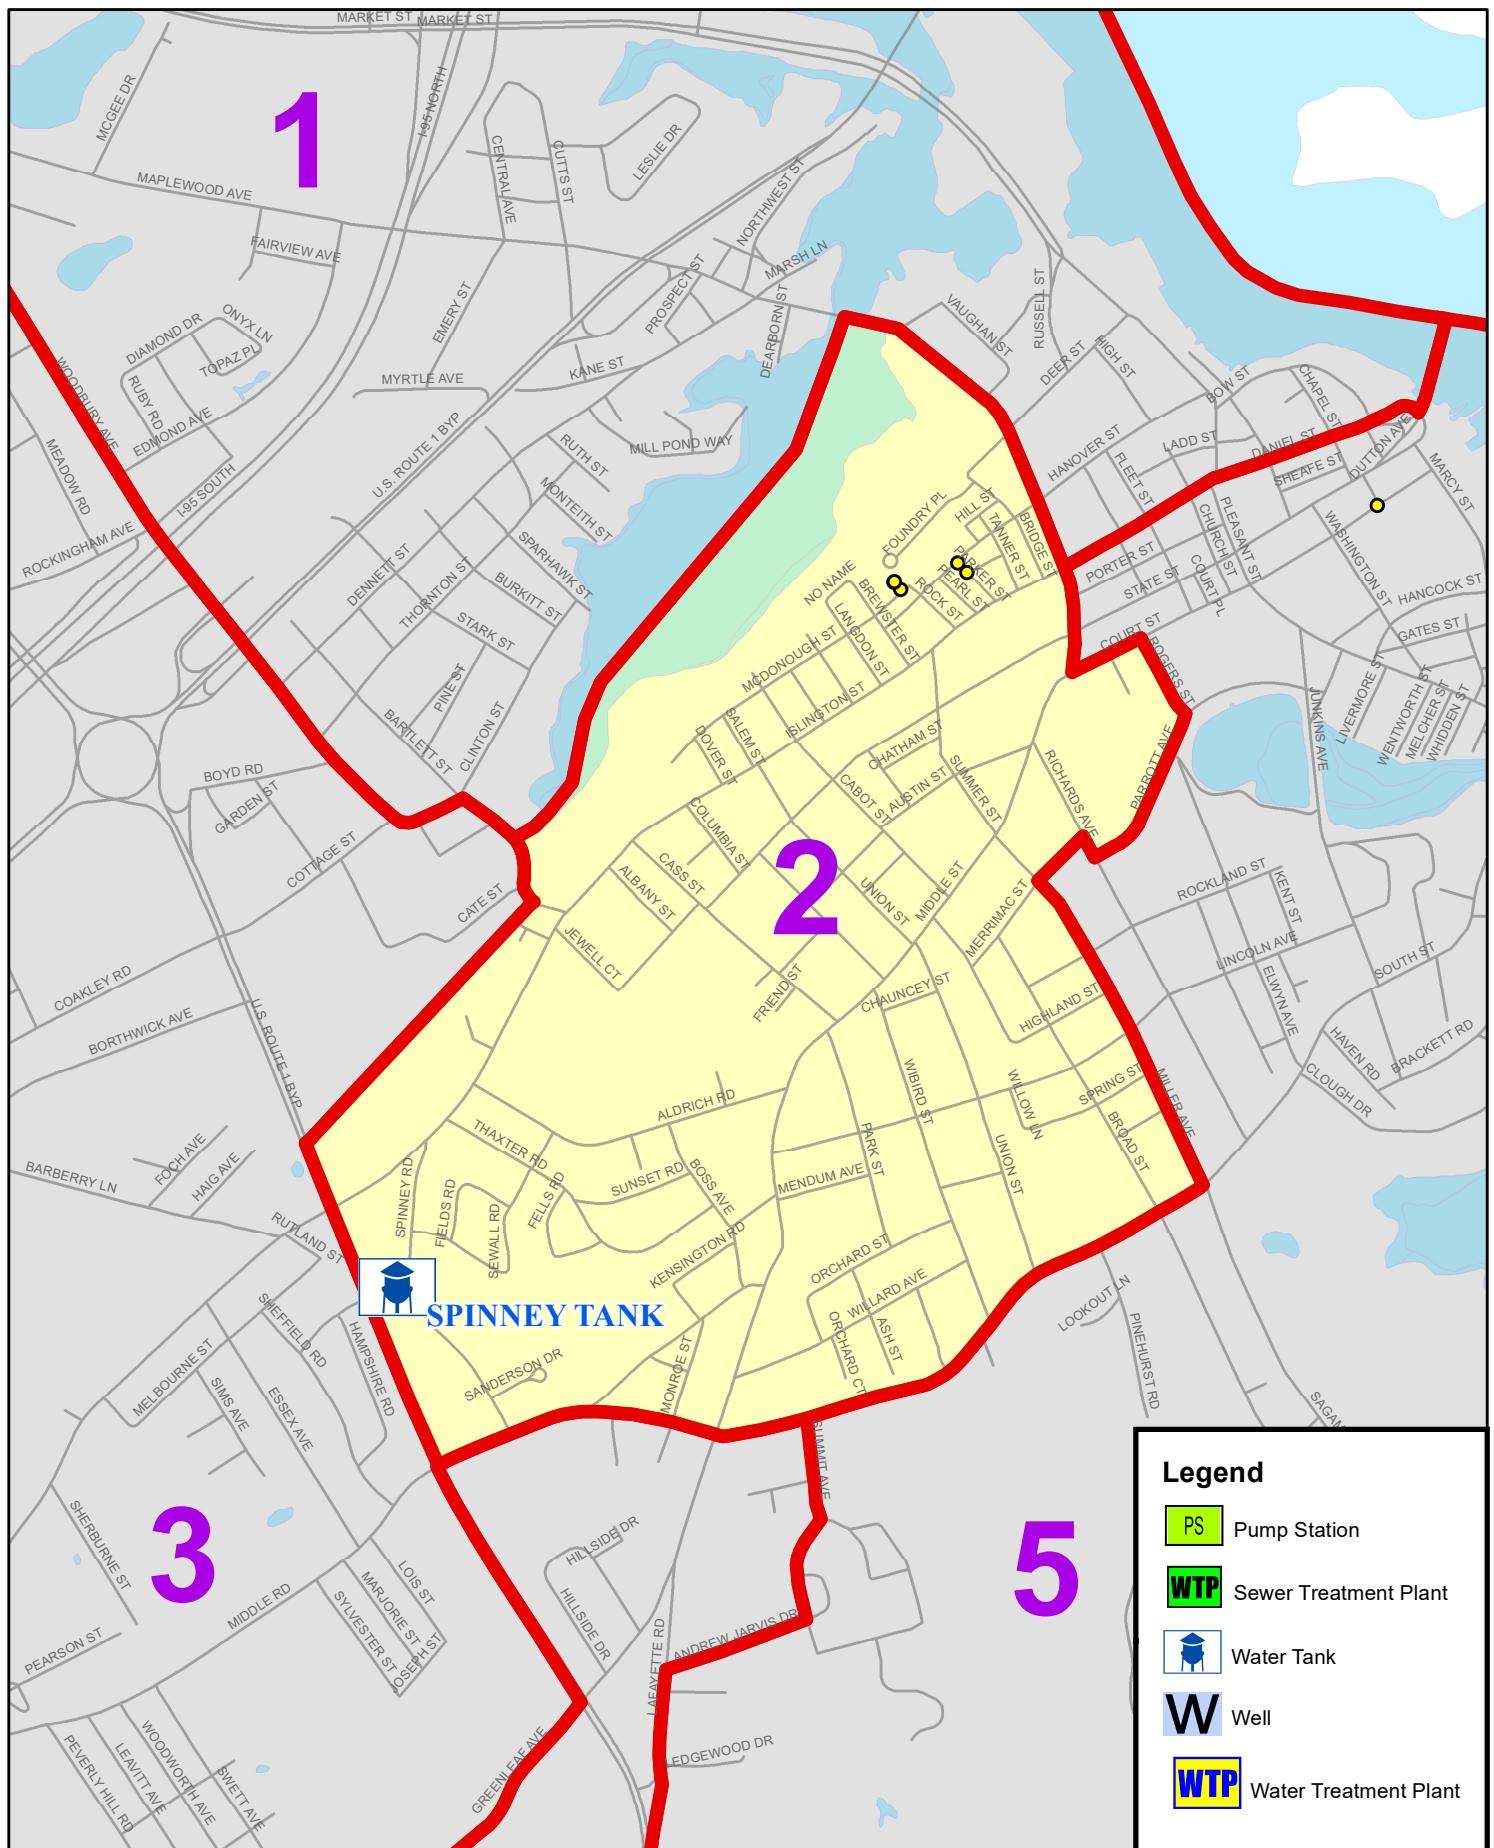 MARKET ST
MARKET ST
I-95 NORTH
MCGEE DR
1
CENTRAL AVE
CUTTS ST
LESLIE DR
MAPLEWOOD AVE
NORTHWEST ST
FAIRVIEW AVE
MARSH LN
PROSPECT ST
EMERY ST
DEARBORN ST
RUSSELL ST
VAUGHAN ST
ONYX LN
DIAMOND DR
TOPAZ PL
RUBY RD
EDMOND AVE
WOODBURY AVE
MYRTLE AVE
KANE ST
DEER ST
HIGH ST
BOW ST
CHAPEL ST
U.S. ROUTE 1 BYP
MILL POND WAY
RUTH ST
HANOVER ST
LADD ST
DANIEL ST
DUTTON AVE
MEADOW RD
I-95 SOUTH
MONTEITH ST
FLEET ST
SHEAFE ST
MARCY ST
ROCKINGHAM AVE
SPARHAWK ST
FOUNDRY PL
HILL ST
TANNER ST
BRIDGE ST
CHURCH ST
PLEASANT ST
WASHINGTON ST
DENNETT ST
THORNTON ST
BURKITT ST
STARK ST
NO NAME
BREWSTER ST
ROCK ST
PEARL ST
PARKER ST
PORTER ST
STATE ST
COURT PL
HANCOCK ST
GATES ST
LANGDON ST
MCDONOUGH ST
COURT ST
ROGERS ST
PINE ST
BARTLETT ST
CLINTON ST
ISLINGTON ST
SALEM ST
DOVER ST
LIVERMORE ST
WENTWORTH ST
MELCHER ST
WHIDDEN ST
JUNKINS AVE
BOYD RD
GARDEN ST
CHATHAM ST
CABOT ST
AUSTIN ST
SUMMER ST
RICHARDS AVE
PARROTT AVE
COLUMBIA ST
COTTAGE ST
CATE ST
CASS ST
ALBANY ST
2
UNION ST
MIDDLE ST
MERRIMAC ST
ROCKLAND ST
KENT ST
JEWELL CT
LINCOLN AVE
ELWYN AVE
SOUTH ST
COAKLEY RD
BORTHWICK AVE
U.S. ROUTE 1 BYP
FRIEND ST
CHAUNCEY ST
HIGHLAND ST
HAVEN RD
BRACKETT RD
CLOUGH DR
ALDRICH RD
WIBIRD ST
WILLOW LN
SPRING ST
MILLER AVE
BROAD ST
THAXTER RD
PARK ST
UNION ST
FOCH AVE
HAIG AVE
BARBERRY LN
SPINNEY RD
FIELDS RD
SEWALL RD
FELLS RD
SUNSET RD
BOSS AVE
MENDUM AVE
RUTLAND ST
KENSINGTON RD
ORCHARD ST
WILLARD AVE
SPINNEY TANK
LOOKOUT LN
PINEHURST RD
SHEFFIELD RD
HAMPSHIRE RD
ORCHARD CT
ASH ST
MELBOURNE ST
SIMS AVE
ESSEX AVE
SANDERSON DR
MONROE ST
SUMMIT AVE
3
SHERBURNE ST
HILLSIDE DR
HILLSIDE DR
5
MIDDLE RD
LOIS ST
MARJORIE ST
SYLVESTER ST
JOSEPH ST
PEARSON ST
ANDREW JARVIS DR
LAFAYETTE RD
PEVERLY HILL RD
LEAVITT AVE
WOODWORTH AVE
SWETT AVE
GREENLEAF AVE
EDGEWOOD DR
Legend
PS Pump Station
WTP Sewer Treatment Plant
Water Tank
W Well
WTP Water Treatment Plant